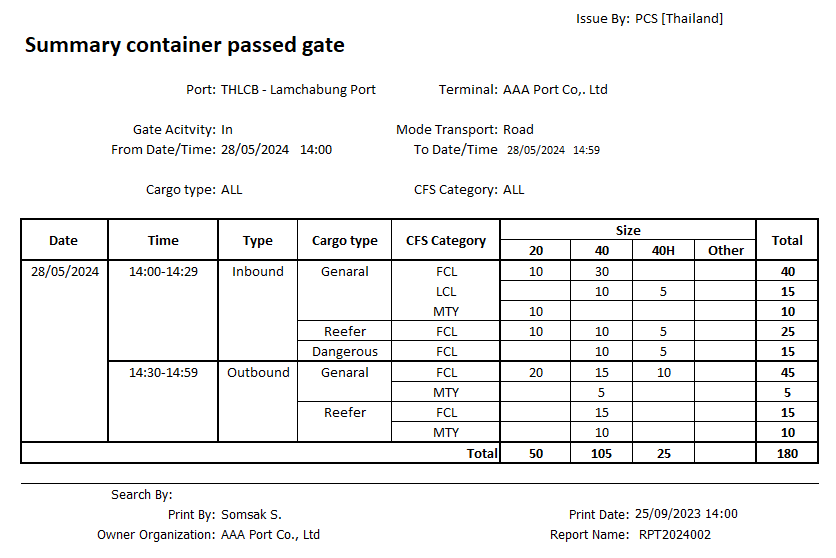 Issue By: PCS [Thailand]
Summary container passed gate
Port: THLCB - Lamchabung Port Terminal: AAA Port Co,. Ltd
Gate Acitvity: In Mode Transport: Road
From Date/Time: 28/05/2024 14:00 To Date/Time 28/05/2024 14:59
Cargo type: ALL CFS Category: ALL
Date Time Type Cargo type CFS Category Size Total
20 40 40H Other
28/05/2024 14:00-14:29 Inbound Genaral FCL 10 30 40
LCL 10 5 15
MTY 10 10
Reefer FCL 10 10 5 25
Dangerous FCL 10 5 15
14:30-14:59 Outbound Genaral FCL 20 15 10 45
MTY 5 5
Reefer FCL 15 15
MTY 10 10
Total 50 105 25 180
Search By:
Print By: Somsak S. Print Date: 25/09/2023 14:00
Owner Organization: AAA Port Co., Ltd Report Name: RPT2024002